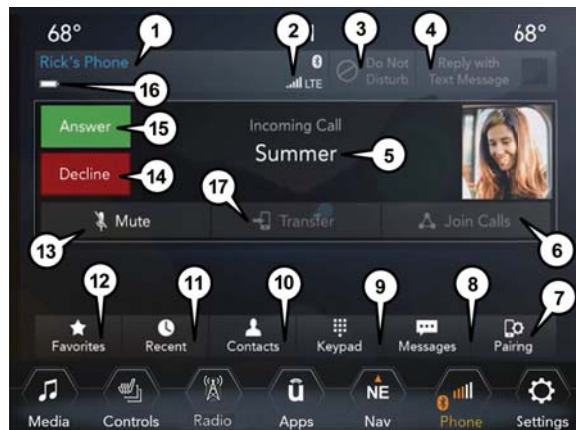 68°
68°
1
2
3
4
Rick's Phone
LTE
Do Not
Disturb
Reply with
Text Message
16
Answer
15
Incoming Call
Summer
5
Decline
14
17
Mute
Transfer
Join Calls
13
6
12
11
10
9
8
7
Favorites
Recent
Contacts
Keypad
Messages
Pairing
ū
NE
Media
Controls
Radio
Apps
Nav
Phone
Settings